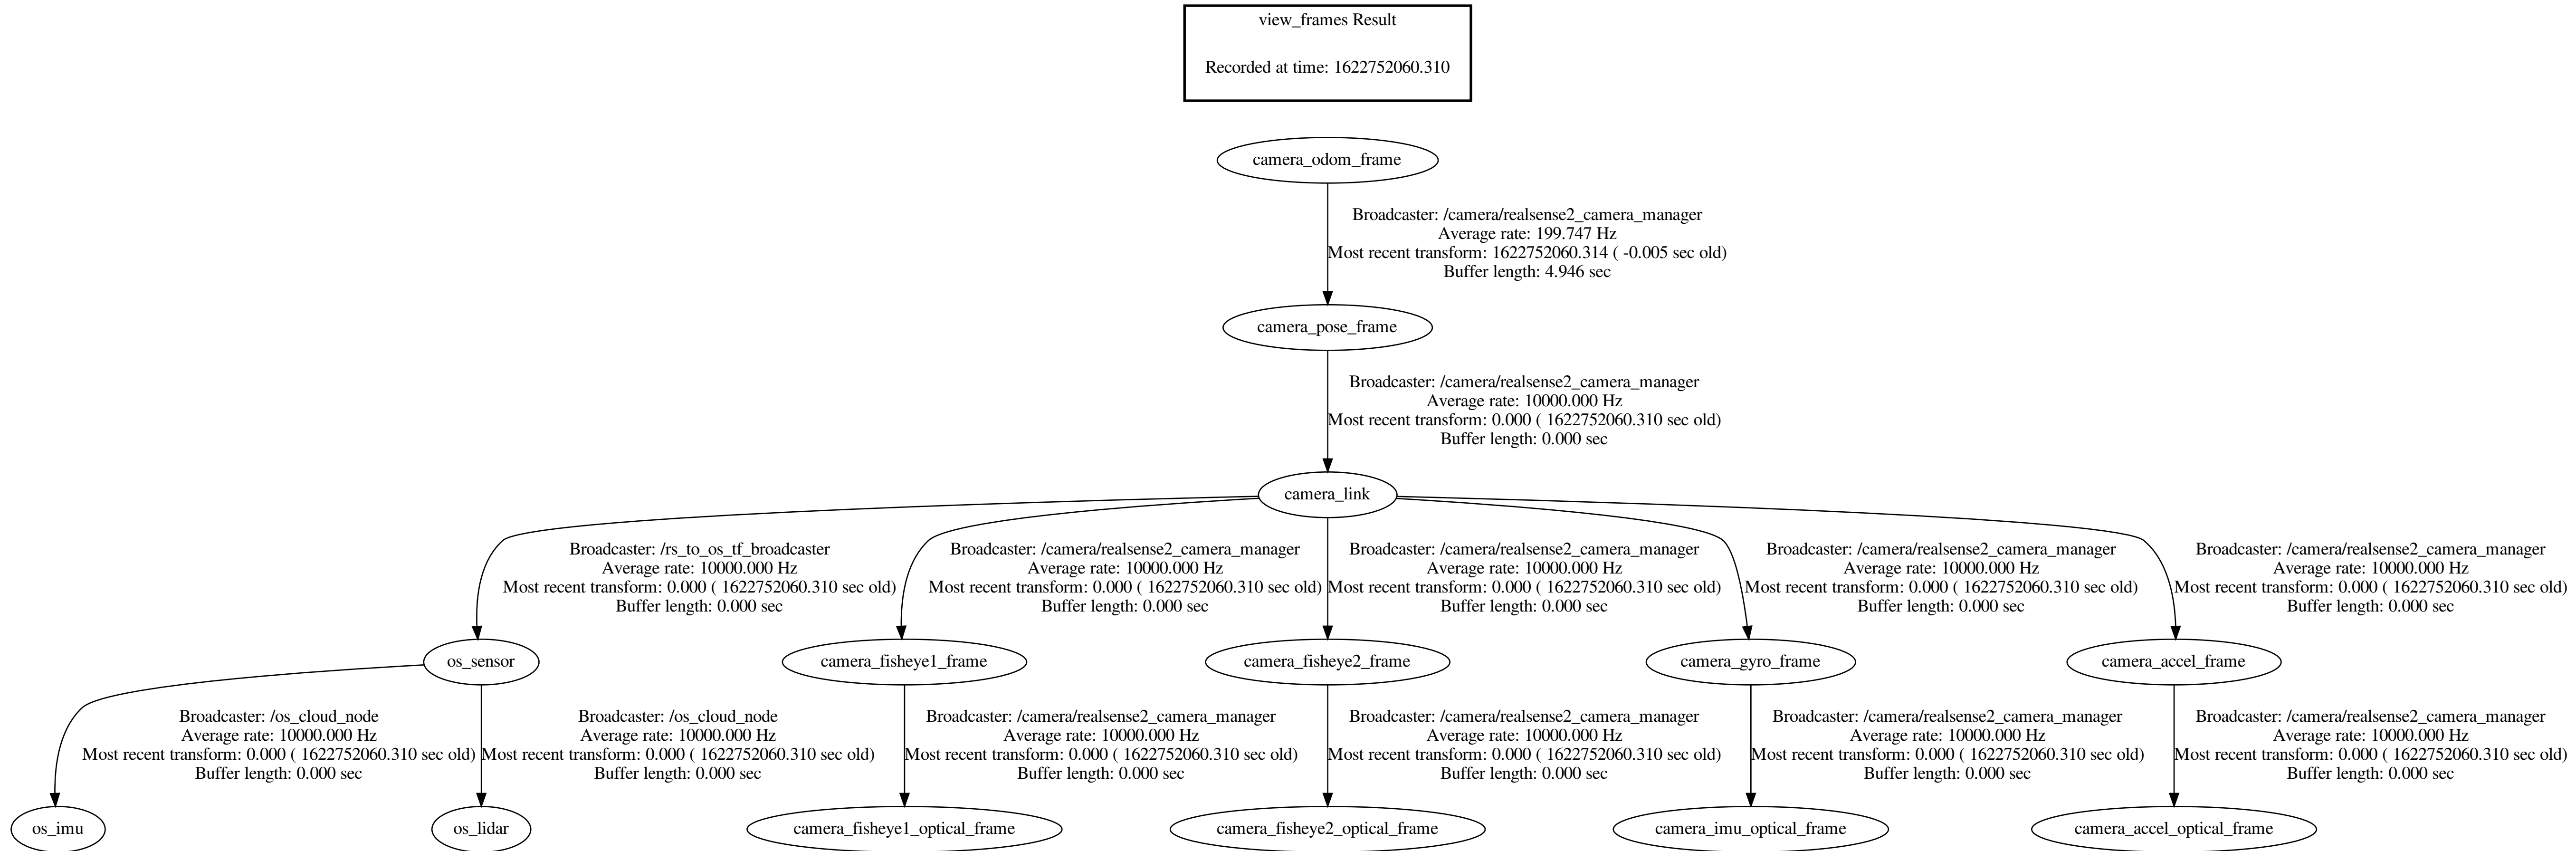 view_frames Result
Recorded at time: 1622752060.310
camera_odom_frame
Broadcaster: /camera/realsense2_camera_manager
Average rate: 199.747 Hz
Most recent transform: 1622752060.314 ( -0.005 sec old)
Buffer length: 4.946 sec
camera_pose_frame
Broadcaster: /camera/realsense2_camera_manager
Average rate: 10000.000 Hz
Most recent transform: 0.000 ( 1622752060.310 sec old)
Buffer length: 0.000 sec
camera_link
Broadcaster: /rs_to_os_tf_broadcaster
Average rate: 10000.000 Hz
Most recent transform: 0.000 ( 1622752060.310 sec old)
Buffer length: 0.000 sec
Broadcaster: /camera/realsense2_camera_manager
Average rate: 10000.000 Hz
Most recent transform: 0.000 ( 1622752060.310 sec old)
Buffer length: 0.000 sec
Broadcaster: /camera/realsense2_camera_manager
Average rate: 10000.000 Hz
Most recent transform: 0.000 ( 1622752060.310 sec old)
Buffer length: 0.000 sec
Broadcaster: /camera/realsense2_camera_manager
Average rate: 10000.000 Hz
Most recent transform: 0.000 ( 1622752060.310 sec old)
Buffer length: 0.000 sec
Broadcaster: /camera/realsense2_camera_manager
Average rate: 10000.000 Hz
Most recent transform: 0.000 ( 1622752060.310 sec old)
Buffer length: 0.000 sec
os_sensor
camera_fisheye1_frame
camera_fisheye2_frame
camera_gyro_frame
camera_accel_frame
Broadcaster: /os_cloud_node
Average rate: 10000.000 Hz
Most recent transform: 0.000 ( 1622752060.310 sec old)
Buffer length: 0.000 sec
Broadcaster: /os_cloud_node
Average rate: 10000.000 Hz
Most recent transform: 0.000 ( 1622752060.310 sec old)
Buffer length: 0.000 sec
Broadcaster: /camera/realsense2_camera_manager
Average rate: 10000.000 Hz
Most recent transform: 0.000 ( 1622752060.310 sec old)
Buffer length: 0.000 sec
Broadcaster: /camera/realsense2_camera_manager
Average rate: 10000.000 Hz
Most recent transform: 0.000 ( 1622752060.310 sec old)
Buffer length: 0.000 sec
Broadcaster: /camera/realsense2_camera_manager
Average rate: 10000.000 Hz
Most recent transform: 0.000 ( 1622752060.310 sec old)
Buffer length: 0.000 sec
Broadcaster: /camera/realsense2_camera_manager
Average rate: 10000.000 Hz
Most recent transform: 0.000 ( 1622752060.310 sec old)
Buffer length: 0.000 sec
os_imu
os_lidar
camera_fisheye1_optical_frame
camera_fisheye2_optical_frame
camera_imu_optical_frame
camera_accel_optical_frame